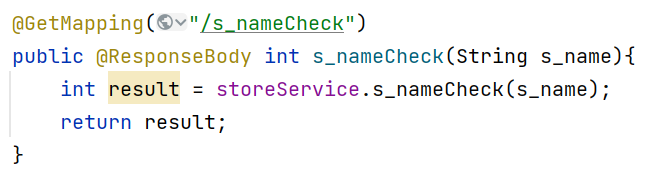 @GetMapping("/s_nameCheck")
public @ResponseBody int s_nameCheck(String s_name){
    int result = storeService.s_nameCheck(s_name);
    return result;
}